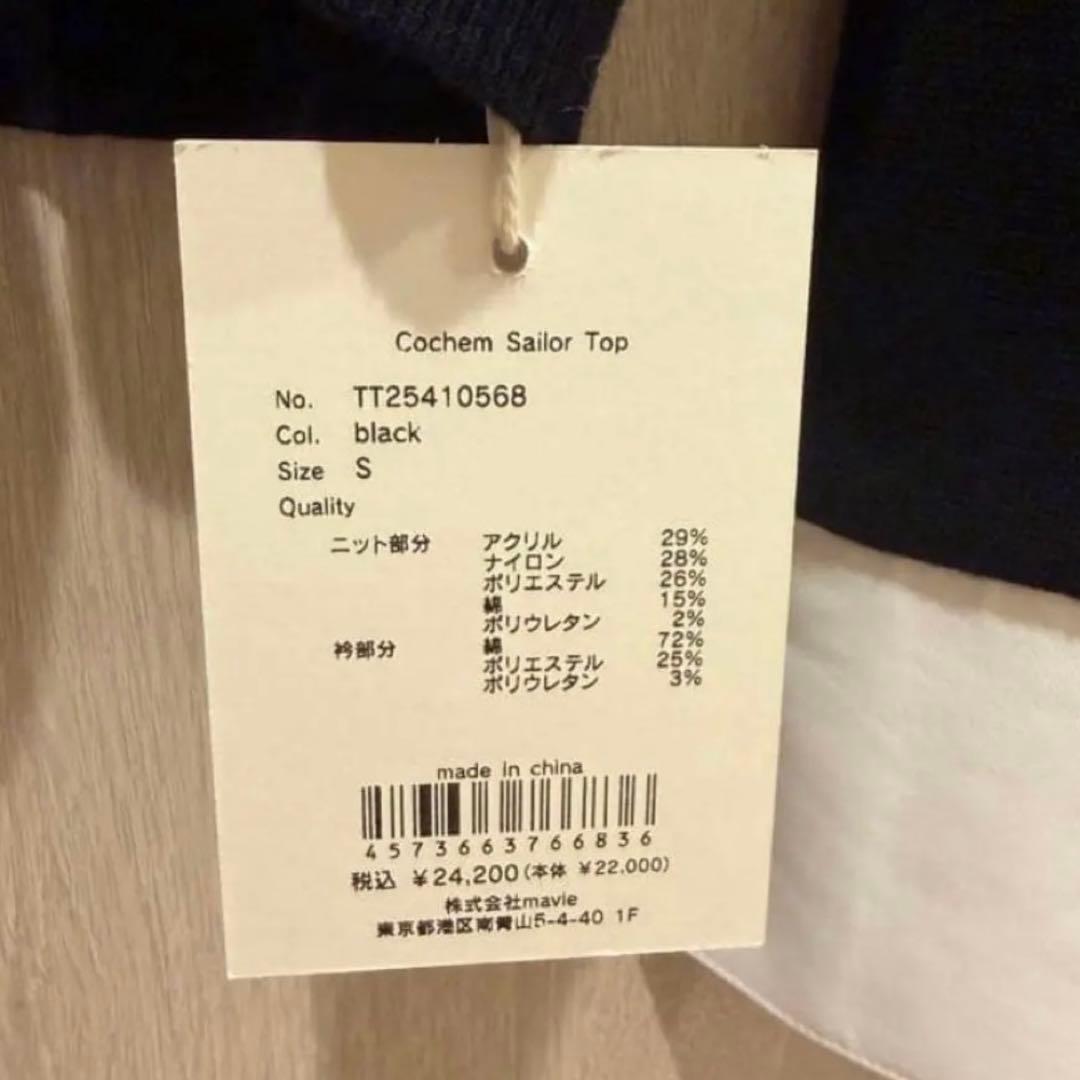 Cochem Sailor Top
No. TT25410568
Col. black
Size S
Quality
ニット部分 アクリル 29%
ナイロン 28%
ポリエステル 26%
綿 15%
ポリウレタン 2%
衿部分 綿 72%
ポリエステル 25%
ポリウレタン 3%
made in china
4573663766836
税込 ¥24,200(本体 ¥22,000)
株式会社mavie
東京都港区南青山5-4-40 1F